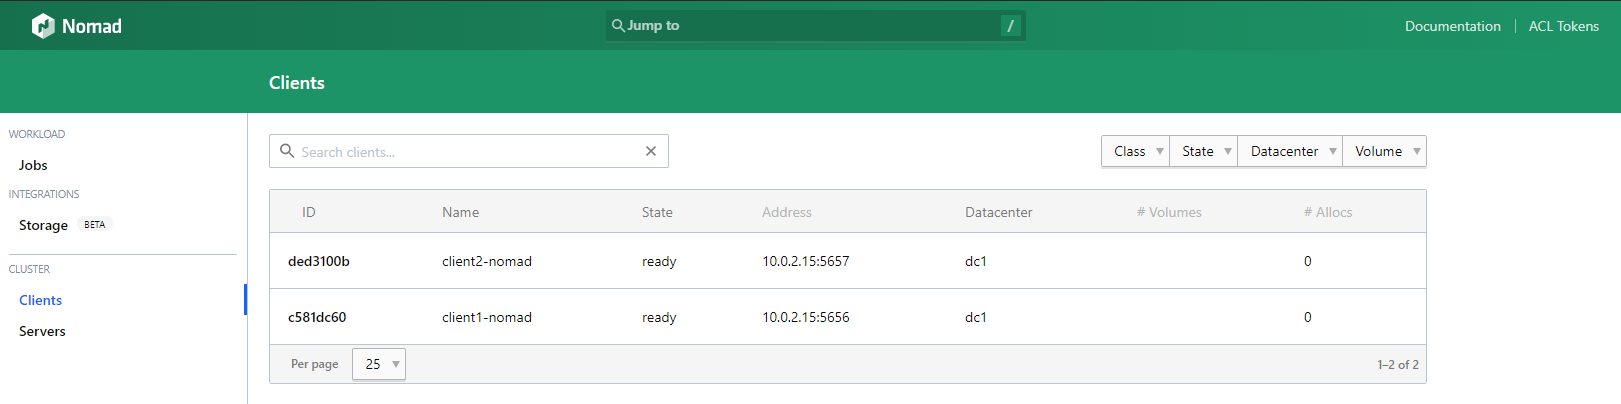 Nomad
Jump to /
Documentation ACL Tokens
Clients
WORKLOAD
Jobs
INTEGRATIONS
Storage BETA
CLUSTER
Clients
Servers
Search clients...
Class State Datacenter Volume
ID Name State Address Datacenter # Volumes # Allocs
ded3100b client2-nomad ready 10.0.2.15:5657 dc1 0
c581dc60 client1-nomad ready 10.0.2.15:5656 dc1 0
Per page 25 1–2 of 2